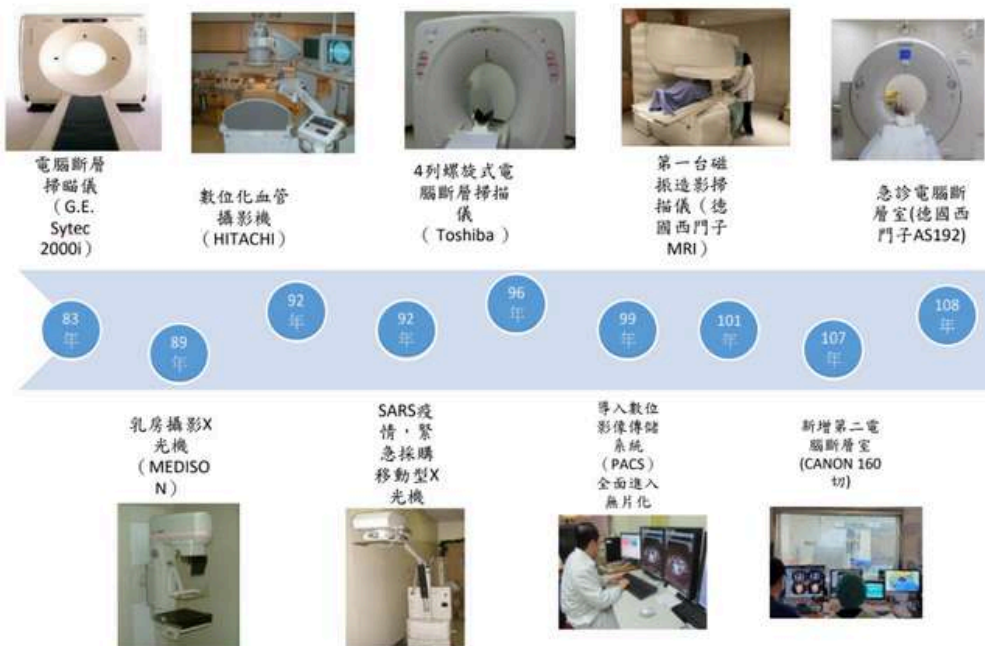 電腦斷層
掃瞄儀
（G.E.
Sytec
2000i）
數位化血管
攝影機
（HITACHI）
4列螺旋式電
腦斷層掃描
儀
（Toshiba）
第一台磁
振造影掃
描儀（德
國西門子
MRI）
急診電腦斷
層室(德國西
門子AS192)
83
年
89
年
92
年
92
年
96
年
99
年
101
年
107
年
108
年
乳房攝影X
光機
（MEDISO
N）
SARS疫
情，緊
急採購
移動型X
光機
導入數位
影像傳儲
系統
（PACS）
全面進入
無片化
新增第二電
腦斷層室
(CANON 160
切)